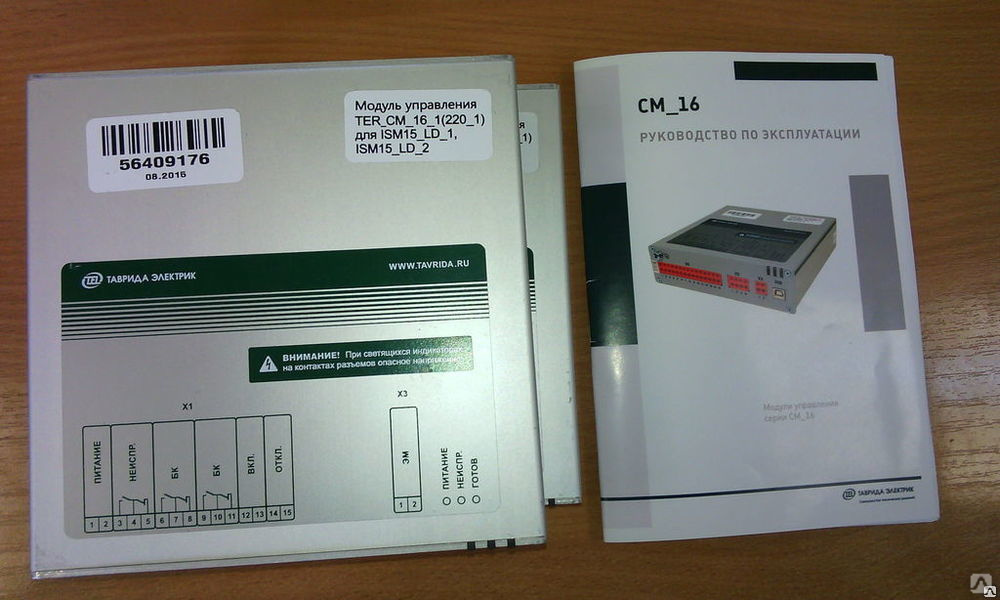 56409176
08.2015
Модуль управления
TER_CM_16_1(220_1)
для ISM15_LD_1,
ISM15_LD_2
_1)
TEL ТАВРИДА ЭЛЕКТРИК
WWW.TAVRIDA.RU
ВНИМАНИЕ! При светящихся индикаторах
на контактах разъемов опасное напряжение
X1
ПИТАНИЕ
НЕИСПР.
БК
БК
ВКЛ.
ОТКЛ.
1 2 3 4 5 6 7 8 9 10 11 12 13 14 15
X3
ЭМ
1 2
ПИТАНИЕ
НЕИСПР.
ГОТОВ
CM_16
РУКОВОДСТВО ПО ЭКСПЛУАТАЦИИ
Модули управления
серии CM_16
TEL ТАВРИДА ЭЛЕКТРИК